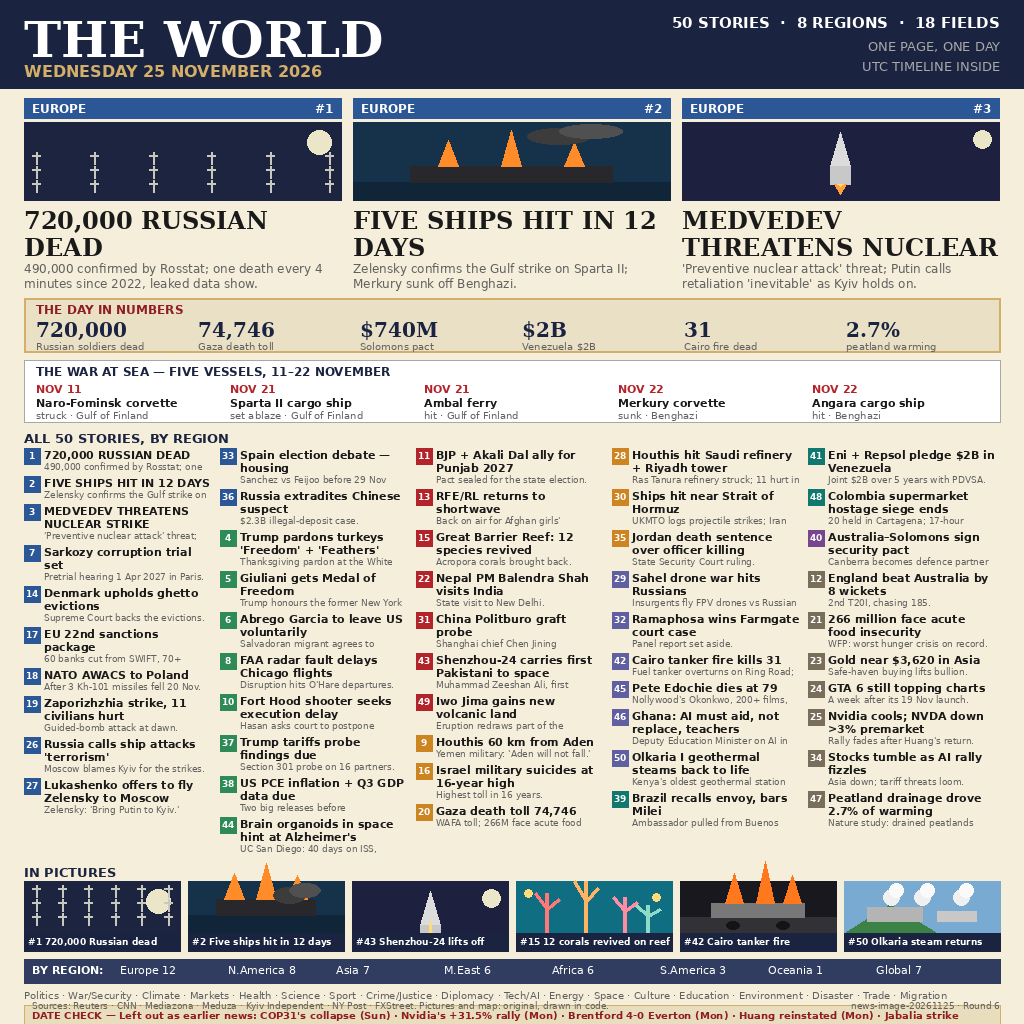 THE WORLD
WEDNESDAY 25 NOVEMBER 2026
50 STORIES · 8 REGIONS · 18 FIELDS
ONE PAGE, ONE DAY
UTC TIMELINE INSIDE
EUROPE #1
720,000 RUSSIAN
DEAD
490,000 confirmed by Rosstat; one death every 4
minutes since 2022, leaked data show.
EUROPE #2
FIVE SHIPS HIT IN 12
DAYS
Zelensky confirms the Gulf strike on Sparta II;
Merkury sunk off Benghazi.
EUROPE #3
MEDVEDEV
THREATENS NUCLEAR
'Preventive nuclear attack' threat; Putin calls
retaliation 'inevitable' as Kyiv holds on.
THE DAY IN NUMBERS
720,000
Russian soldiers dead
74,746
Gaza death toll
$740M
Solomons pact
$2B
Venezuela $2B
31
Cairo fire dead
2.7%
peatland warming
THE WAR AT SEA — FIVE VESSELS, 11–22 NOVEMBER
NOV 11
Naro-Fominsk corvette
struck · Gulf of Finland
NOV 21
Sparta II cargo ship
set ablaze · Gulf of Finland
NOV 21
Ambal ferry
hit · Gulf of Finland
NOV 22
Merkury corvette
sunk · Benghazi
NOV 22
Angara cargo ship
hit · Benghazi
ALL 50 STORIES, BY REGION
1 720,000 RUSSIAN DEAD
490,000 confirmed by Rosstat; one
2 FIVE SHIPS HIT IN 12 DAYS
Zelensky confirms the Gulf strike on
3 MEDVEDEV THREATENS
NUCLEAR STRIKE
'Preventive nuclear attack' threat;
7 Sarkozy corruption trial
set
Pretrial hearing 1 Apr 2027 in Paris.
14 Denmark upholds ghetto
evictions
Supreme Court backs the evictions.
17 EU 22nd sanctions
package
60 banks cut from SWIFT, 70+
18 NATO AWACS to Poland
After 3 Kh-101 missiles fell 20 Nov.
19 Zaporizhzhia strike, 11
civilians hurt
Guided-bomb attack at dawn.
26 Russia calls ship attacks
'terrorism'
Moscow blames Kyiv for the strikes.
27 Lukashenko offers to fly
Zelensky to Moscow
Zelensky: 'Bring Putin to Kyiv.'
33 Spain election debate —
housing
Sanchez vs Feijoo before 29 Nov
36 Russia extradites Chinese
suspect
$2.3B illegal-deposit case.
4 Trump pardons turkeys
'Freedom' + 'Feathers'
Thanksgiving pardon at the White
5 Giuliani gets Medal of
Freedom
Trump honours the former New York
6 Abrego Garcia to leave US
voluntarily
Salvadoran migrant agrees to
8 FAA radar fault delays
Chicago flights
Disruption hits O'Hare departures.
10 Fort Hood shooter seeks
execution delay
Hasan asks court to postpone
37 Trump tariffs probe
findings due
Section 301 probe on 16 partners.
38 US PCE inflation + Q3 GDP
data due
Two big releases before
44 Brain organoids in space
hint at Alzheimer's
UC San Diego: 40 days on ISS,
11 BJP + Akali Dal ally for
Punjab 2027
Pact sealed for the state election.
13 RFE/RL returns to
shortwave
Back on air for Afghan girls'
15 Great Barrier Reef: 12
species revived
Acropora corals brought back.
22 Nepal PM Balendra Shah
visits India
State visit to New Delhi.
31 China Politburo graft
probe
Shanghai chief Chen Jining
43 Shenzhou-24 carries first
Pakistani to space
Muhammad Zeeshan Ali, first
49 Iwo Jima gains new
volcanic land
Eruption redraws part of the
9 Houthis 60 km from Aden
Yemen military: 'Aden will not fall.'
16 Israel military suicides at
16-year high
Highest toll in 16 years.
20 Gaza death toll 74,746
WAFA toll; 266M face acute food
28 Houthis hit Saudi refinery
+ Riyadh tower
Ras Tanura refinery struck; 11 hurt in
30 Ships hit near Strait of
Hormuz
UKMTO logs projectile strikes; Iran
35 Jordan death sentence
over officer killing
State Security Court ruling.
29 Sahel drone war hits
Russians
Insurgents fly FPV drones vs Russian
32 Ramaphosa wins Farmgate
court case
Panel report set aside.
42 Cairo tanker fire kills 31
Fuel tanker overturns on Ring Road;
45 Pete Edochie dies at 79
Nollywood's Okonkwo, 200+ films,
46 Ghana: AI must aid, not
replace, teachers
Deputy Education Minister on AI in
50 Olkaria I geothermal
steams back to life
Kenya's oldest geothermal station
39 Brazil recalls envoy, bars
Milei
Ambassador pulled from Buenos
41 Eni + Repsol pledge $2B in
Venezuela
Joint $2B over 5 years with PDVSA.
48 Colombia supermarket
hostage siege ends
20 held in Cartagena; 17-hour
40 Australia–Solomons sign
security pact
Canberra becomes defence partner
12 England beat Australia by
8 wickets
2nd T20I, chasing 185.
21 266 million face acute
food insecurity
WFP: worst hunger crisis on record.
23 Gold near $3,620 in Asia
Safe-haven buying lifts bullion.
24 GTA 6 still topping charts
A week after its 19 Nov launch.
25 Nvidia cools; NVDA down
>3% premarket
Rally fades after Huang's return.
34 Stocks tumble as AI rally
fizzles
Asia down; tariff threats loom.
47 Peatland drainage drove
2.7% of warming
Nature study: drained peatlands
IN PICTURES
#1 720,000 Russian dead
#2 Five ships hit in 12 days
#43 Shenzhou-24 lifts off
#15 12 corals revived on reef
#42 Cairo tanker fire
#50 Olkaria steam returns
BY REGION: Europe 12 N.America 8 Asia 7 M.East 6 Africa 6 S.America 3 Oceania 1 Global 7
Politics · War/Security · Climate · Markets · Health · Science · Sport · Crime/Justice · Diplomacy · Tech/AI · Energy · Space · Culture · Education · Environment · Disaster · Trade · Migration
Sources: Reuters · CNN · Mediazona · Meduza · Kyiv Independent · NY Post · FXStreet. Pictures and map: original, drawn in code. news-image-20261125 · Round 6
DATE CHECK — Left out as earlier news: COP31's collapse (Sun) · Nvidia's +31.5% rally (Mon) · Brentford 4-0 Everton (Mon) · Huang reinstated (Mon) · Jabalia strike